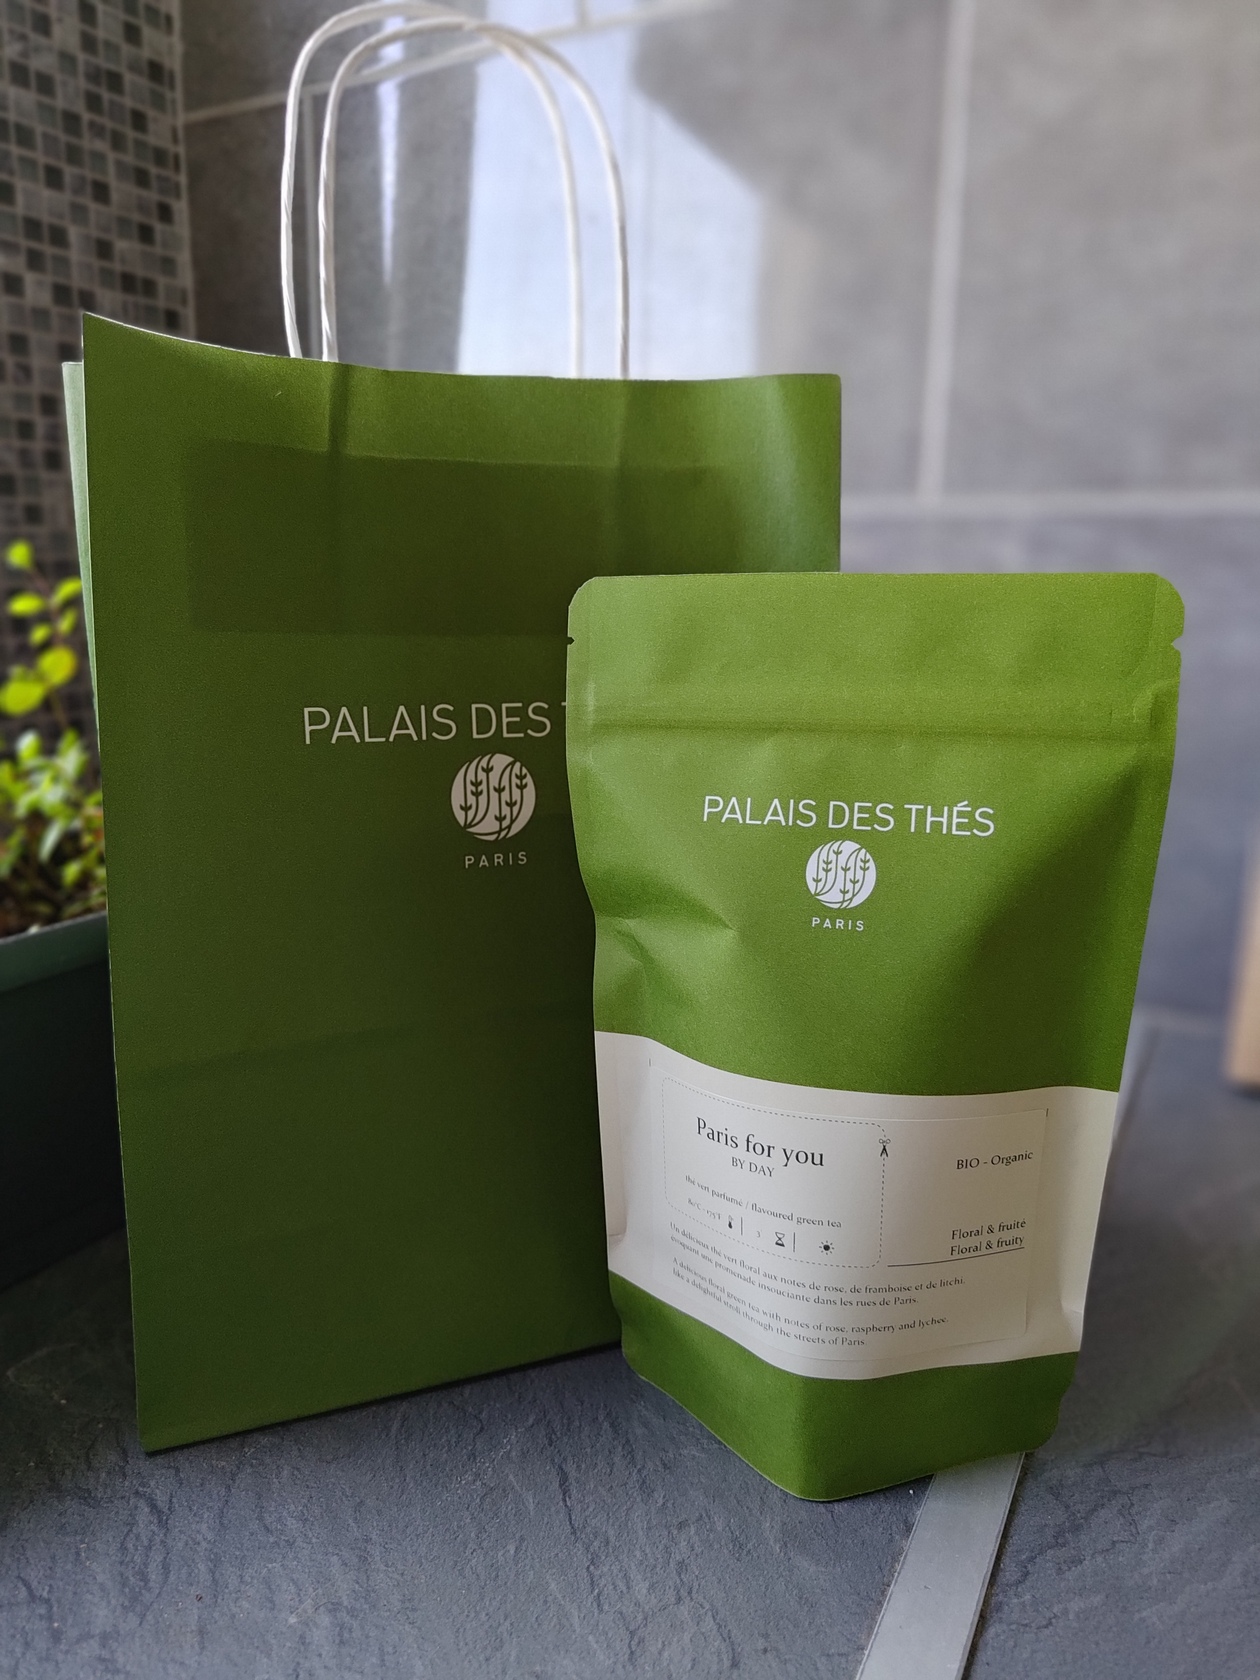 PALAIS DES
PARIS
PALAIS DES THÉS
PARIS
Paris for you
BY DAY
thé vert parfumé / flavoured green tea
80°C - 175°F
3
BIO - Organic
Floral & fruité
Floral & fruity
Un délicieux thé vert floral aux notes de rose, de framboise et de litchi,
évoquant une promenade insouciante dans les rues de Paris.
A delicious floral green tea with notes of rose, raspberry and lychee,
like a delightful stroll through the streets of Paris.